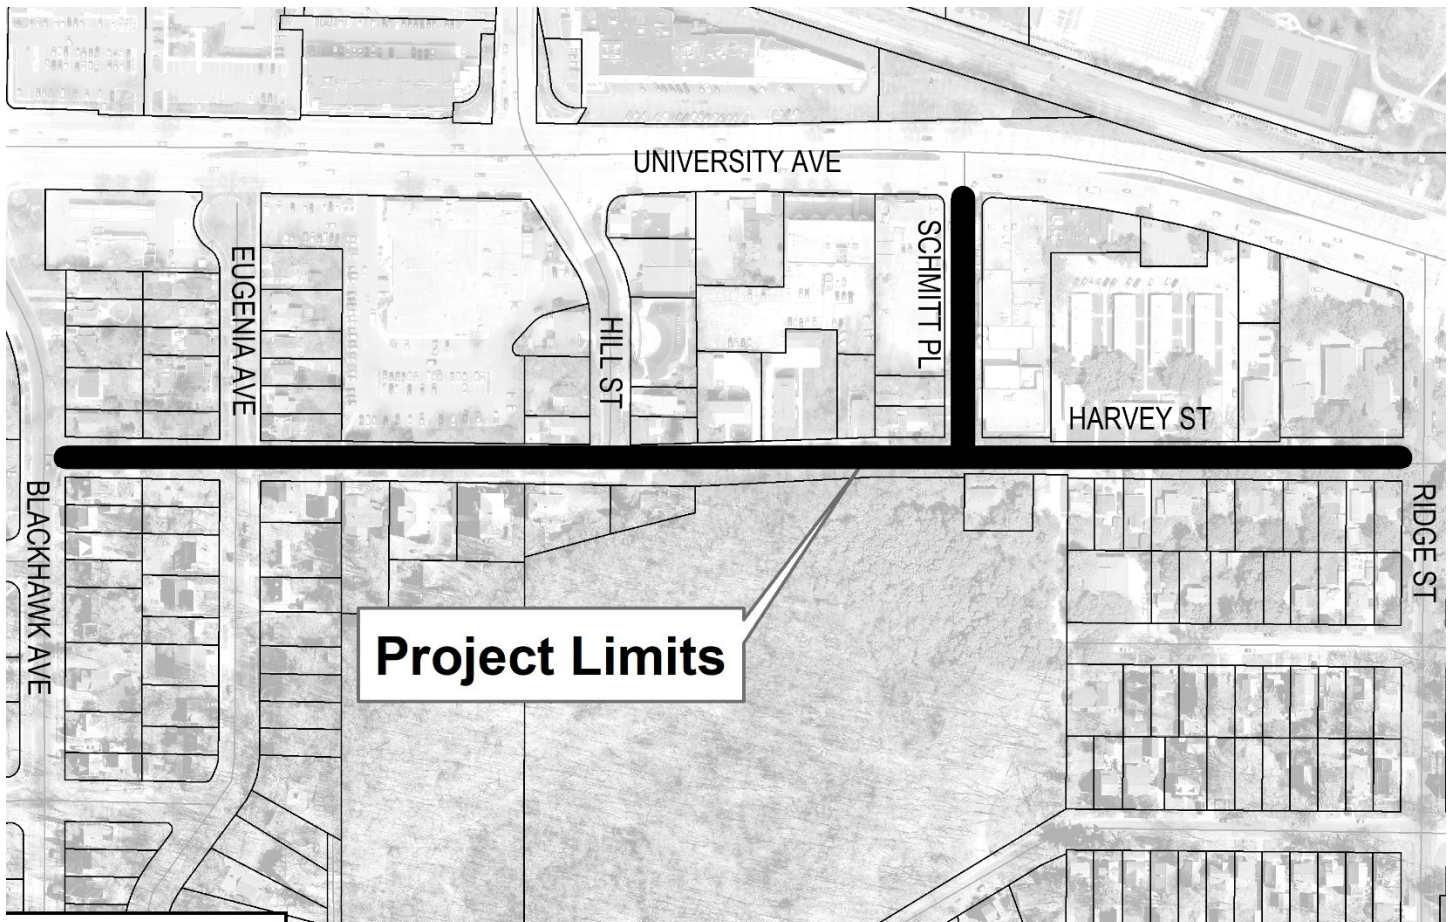 UNIVERSITY AVE
SCHMITT PL
EUGENIA AVE
HILL ST
HARVEY ST
BLACKHAWK AVE
RIDGE ST
Project Limits